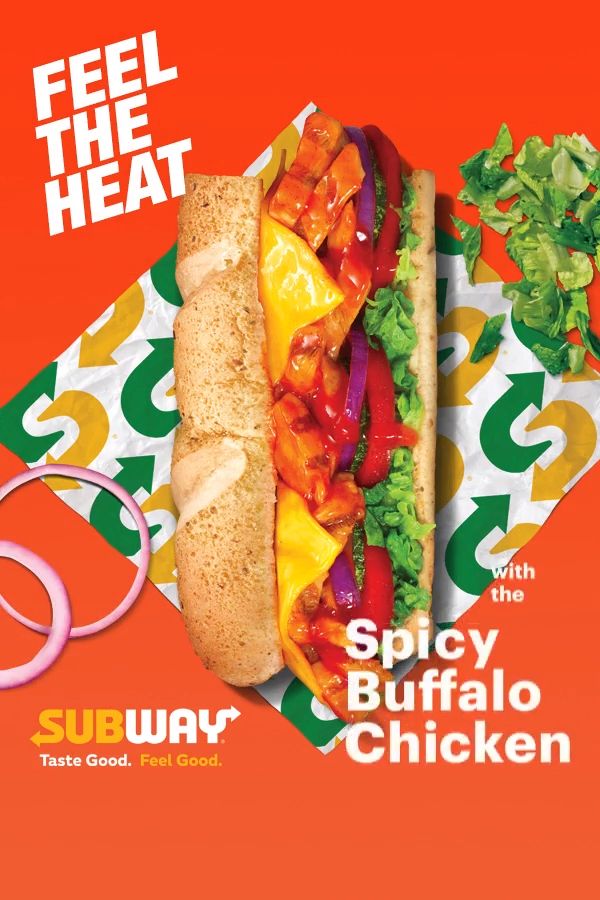 FEEL
THE
HEAT
with
the
Spicy
Buffalo
Chicken
SUBWAY
Taste Good. Feel Good.